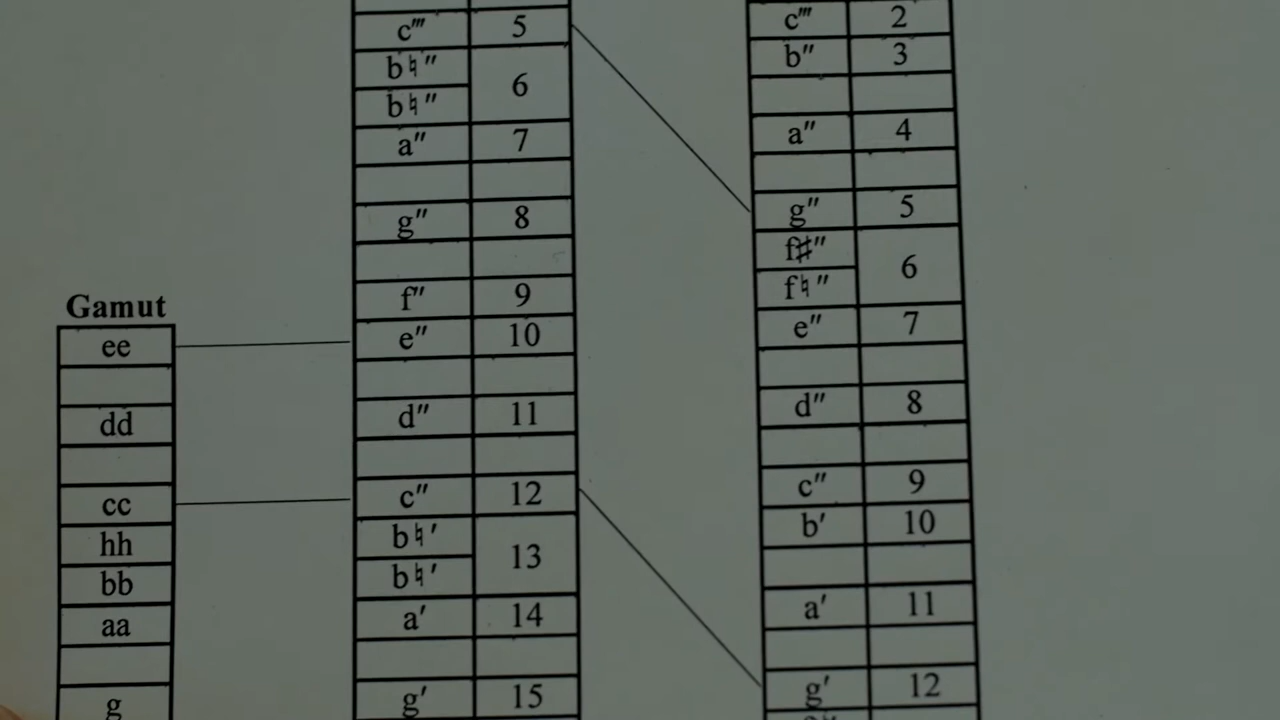 c‴ 5
b♮″
6
b♮″
a″ 7
g″ 8
f″ 9
e″ 10
d″ 11
c″ 12
b♮′
13
b♮′
a′ 14
g′ 15
c‴ 2
b″ 3
a″ 4
g″ 5
f♯″
6
f♮″
e″ 7
d″ 8
c″ 9
b′ 10
a′ 11
g′ 12
Gamut
ee
dd
cc
hh
bb
aa
g